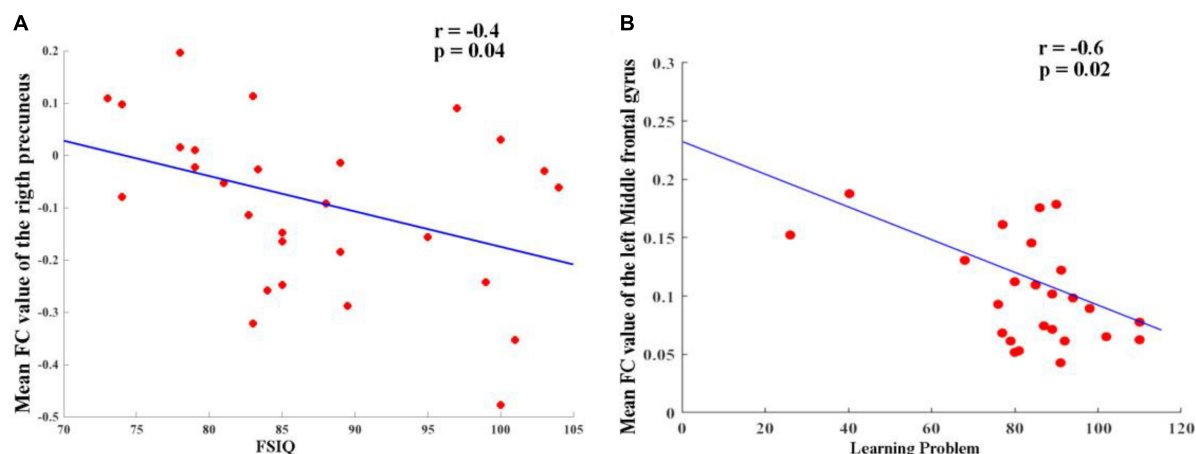 A
r = -0.4
p = 0.04
Mean FC value of the rigth precuneus
0.2
0.1
0
-0.1
-0.2
-0.3
-0.4
-0.5
70 75 80 85 90 95 100 105
FSIQ
B
r = -0.6
p = 0.02
Mean FC value of the left Middle frontal gyrus
0.3
0.25
0.2
0.15
0.1
0.05
0
0 20 40 60 80 100 120
Learning Problem